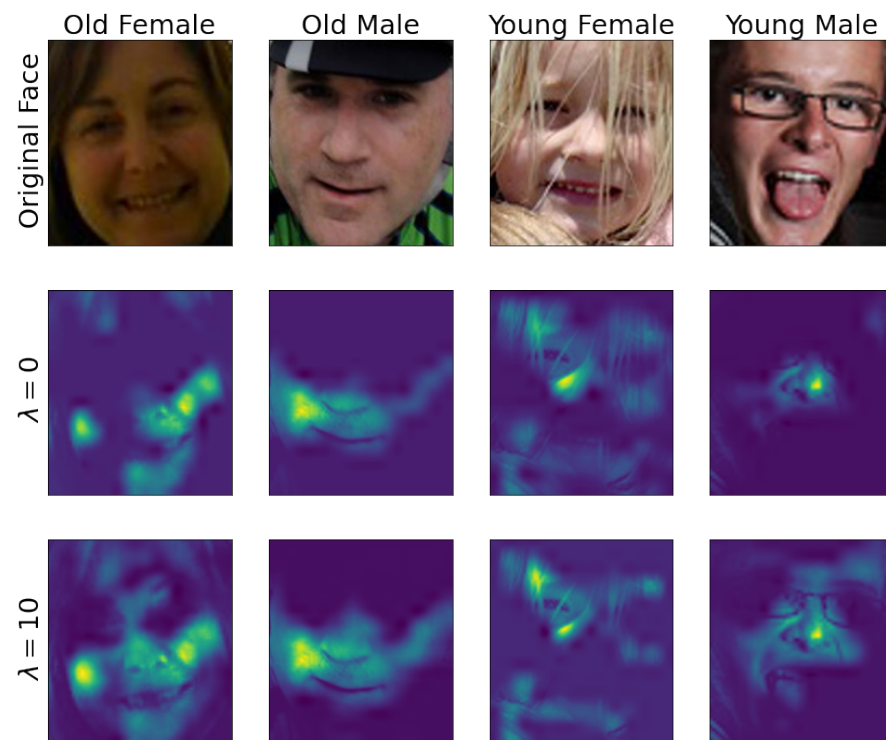 Old Female Old Male Young Female Young Male
Original Face
λ = 0
λ = 10